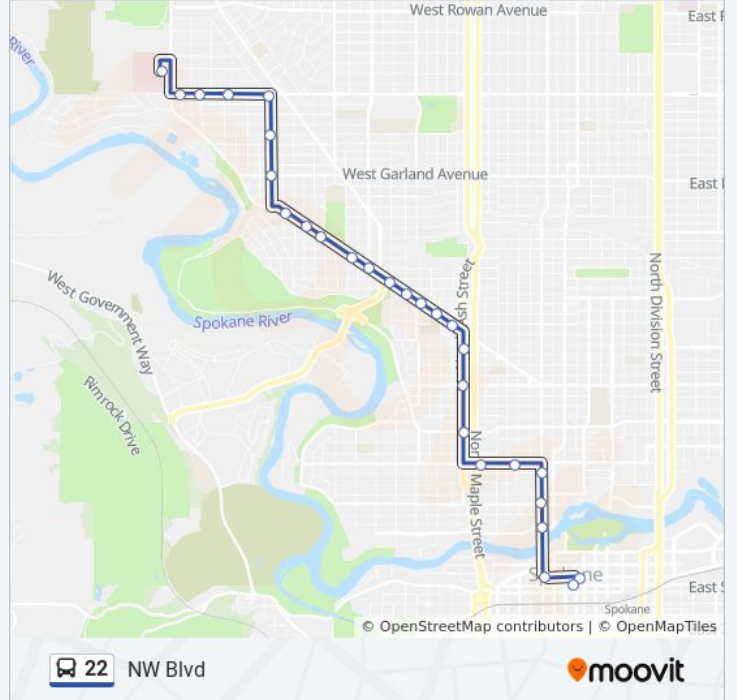 West Rowan Avenue
East
River
West Garland Avenue
East
West Government Way
North Division Street
Spokane River
Rimrock Drive
Maple Street
Spokane
East
© OpenStreetMap contributors | © OpenMapTiles
22 NW Blvd
moovit